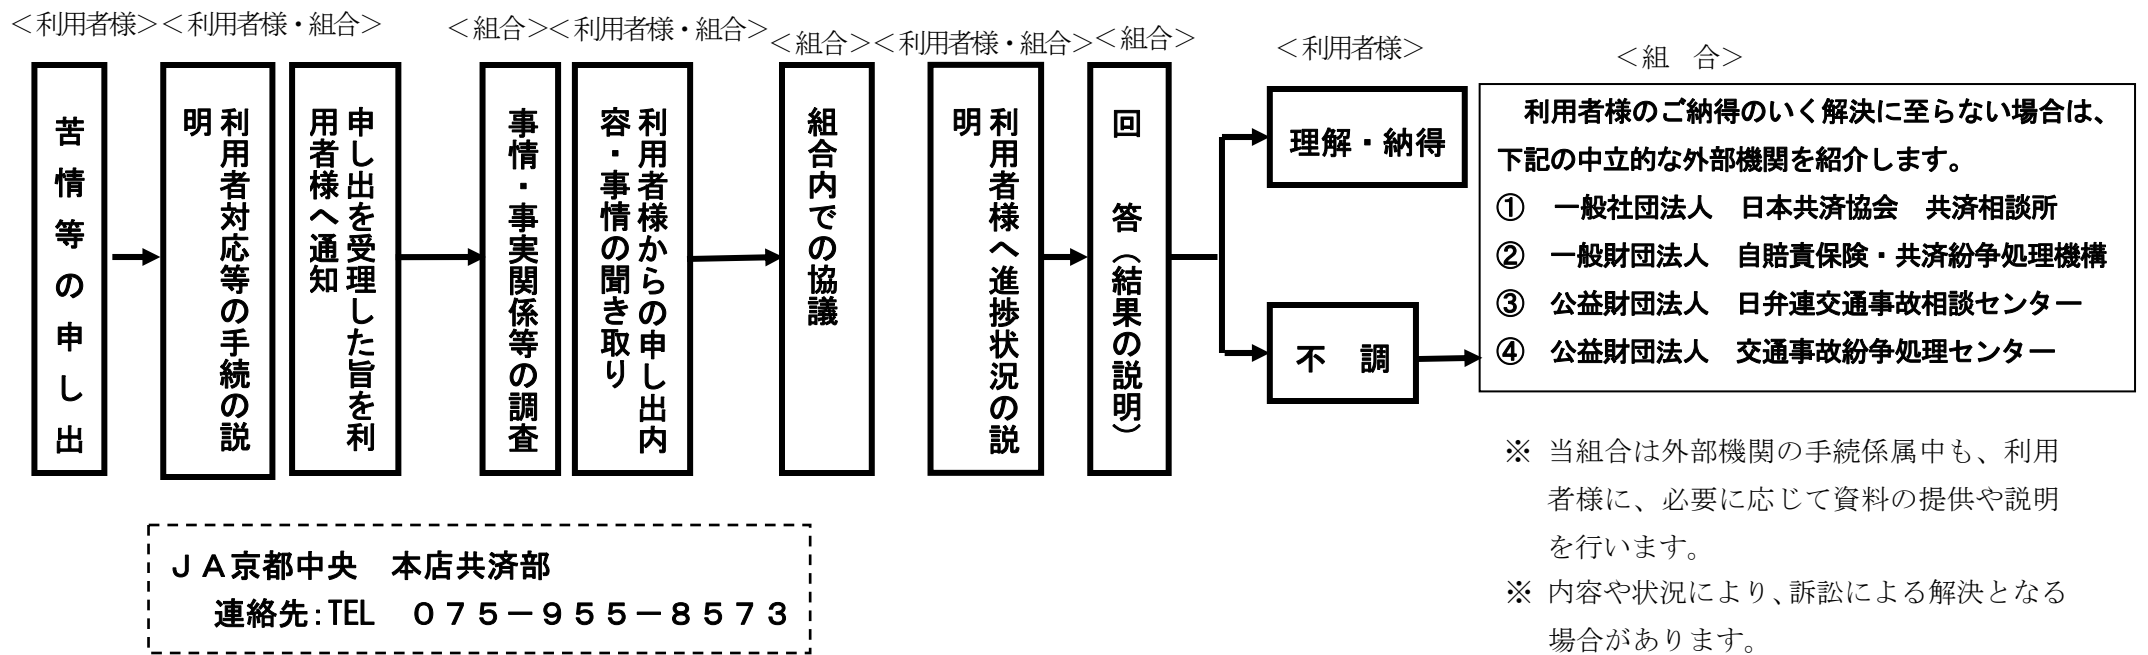 ＜利用者様＞
苦情等の申し出
＜利用者様・組合＞
利用者対応等の手続の説
明
申し出を受理した旨を利
用者様へ通知
＜組合＞
事情・事実関係等の調査
＜利用者様・組合＞
利用者様からの申し出内
容・事情の聞き取り
＜組合＞
組合内での協議
＜利用者様・組合＞
利用者様へ進捗状況の説
明
＜組合＞
回　答（結果の説明）
＜利用者様＞
理解・納得
不　調
＜組　合＞
利用者様のご納得のいく解決に至らない場合は、
下記の中立的な外部機関を紹介します。
①　一般社団法人　日本共済協会　共済相談所
②　一般財団法人　自賠責保険・共済紛争処理機構
③　公益財団法人　日弁連交通事故相談センター
④　公益財団法人　交通事故紛争処理センター
※　当組合は外部機関の手続係属中も、利用
者様に、必要に応じて資料の提供や説明
を行います。
※　内容や状況により、訴訟による解決となる
場合があります。
ＪＡ京都中央　本店共済部
連絡先：TEL　０７５－９５５－８５７３